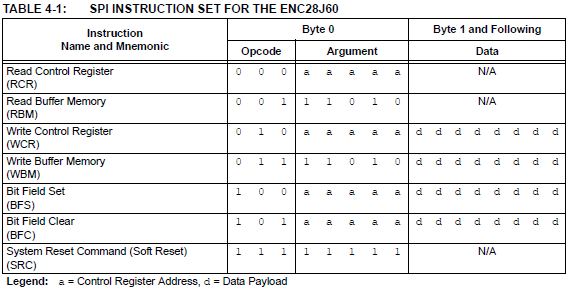 TABLE 4-1: SPI INSTRUCTION SET FOR THE ENC28J60
Instruction
Name and Mnemonic
Byte 0
Byte 1 and Following
Opcode
Argument
Data
Read Control Register
(RCR)
0 0 0 a a a a a N/A
Read Buffer Memory
(RBM)
0 0 1 1 1 0 1 0 N/A
Write Control Register
(WCR)
0 1 0 a a a a a d d d d d d d d
Write Buffer Memory
(WBM)
0 1 1 1 1 0 1 0 d d d d d d d d
Bit Field Set
(BFS)
1 0 0 a a a a a d d d d d d d d
Bit Field Clear
(BFC)
1 0 1 a a a a a d d d d d d d d
System Reset Command (Soft Reset)
(SRC)
1 1 1 1 1 1 1 1 N/A
Legend: a = Control Register Address, d = Data Payload